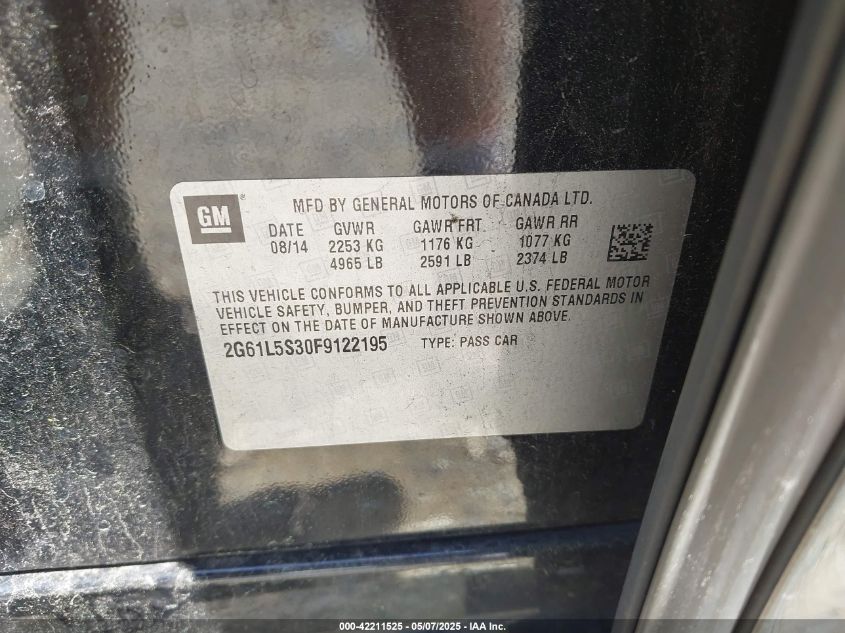 GM ®
MFD BY GENERAL MOTORS OF CANADA LTD.
DATE GVWR GAWR FRT GAWR RR
08/14 2253 KG 1176 KG 1077 KG
4965 LB 2591 LB 2374 LB
THIS VEHICLE CONFORMS TO ALL APPLICABLE U.S. FEDERAL MOTOR
VEHICLE SAFETY, BUMPER, AND THEFT PREVENTION STANDARDS IN
EFFECT ON THE DATE OF MANUFACTURE SHOWN ABOVE.
2G61L5S30F9122195 TYPE: PASS CAR
000-42211525 - 05/07/2025 - IAA Inc.